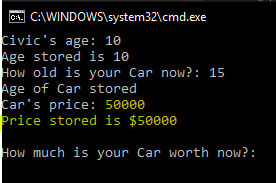 C:\WINDOWS\system32\cmd.exe
Civic's age: 10
Age stored is 10
How old is your Car now?: 15
Age of Car stored
Car's price: 50000
Price stored is $50000
How much is your Car worth now?: